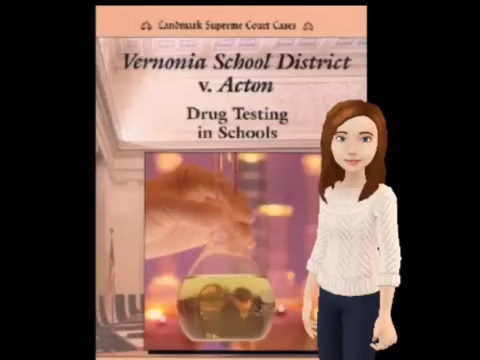 Landmark Supreme Court Cases
Vernonia School District
v. Acton
Drug Testing
in Schools